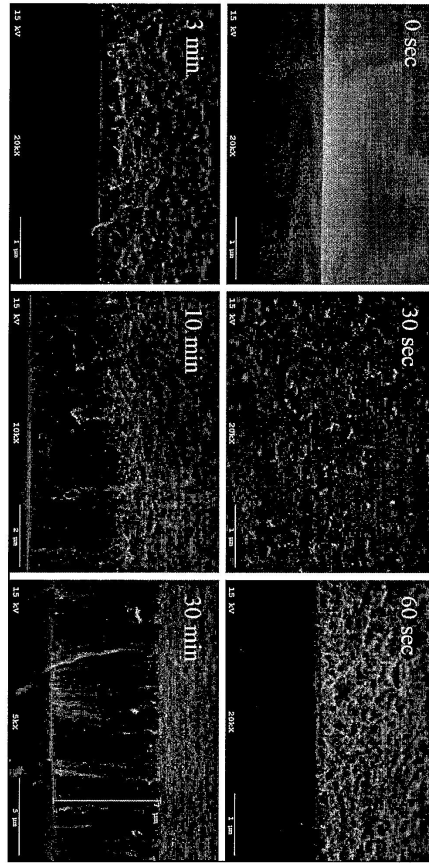 0 sec
15 kV 20kX 1 µm
30 sec
15 kV 20kX 1 µm
60 sec
15 kV 20kX 1 µm
3 min
15 kV 20kX 1 µm
10 min
15 kV 10kX 2 µm
30 min
µm
15 kV 5kX 5 µm